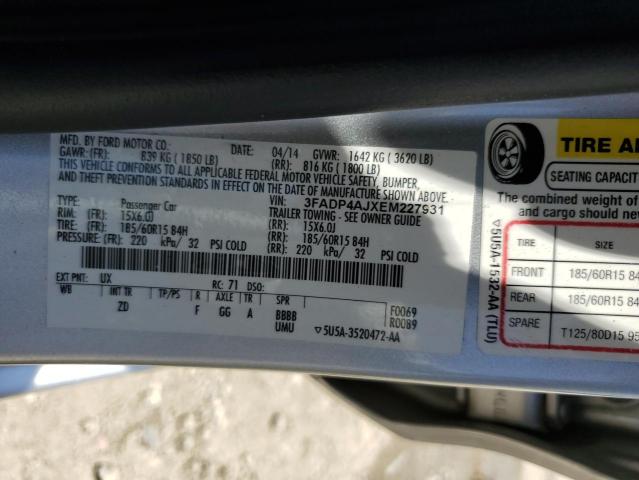 MFD. BY FORD MOTOR CO.
DATE: 04/14 GVWR: 1642 KG ( 3620 LB)
GAWR:(FR): 839 KG ( 1850 LB) (RR): 816 KG ( 1800 LB)
THIS VEHICLE CONFORMS TO ALL APPLICABLE FEDERAL MOTOR VEHICLE SAFETY, BUMPER,
AND THEFT PREVENTION STANDARDS IN EFFECT ON THE DATE OF MANUFACTURE SHOWN ABOVE.
VIN: 3FADP4AJXEM227931
TYPE: Passenger Car TRAILER TOWING - SEE OWNER GUIDE
RIM: (FR): 15X6.0J (RR): 15X6.0J
TIRE: (FR): 185/60R15 84H (RR): 185/60R15 84H
PRESSURE: (FR): 220 kPa/ 32 PSI COLD (RR): 220 kPa/ 32 PSI COLD
EXT PNT: UX RC: 71 DSO:
WB INT TR TP/PS R AXLE TR SPR
ZD F GG A BBBB F0069
UMU R0089
▽5U5A-3520472-AA
▽5U5A-1532-AA (TLU)
TIRE A
SEATING CAPACIT
The combined weight of
and cargo should nev
TIRE SIZE
FRONT 185/60R15 84
REAR 185/60R15 84
SPARE T125/80D15 95